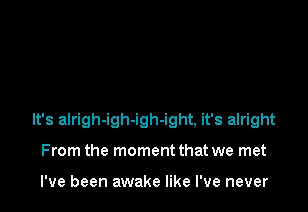 It's alrigh-igh-igh-ight, it's alright
From the moment that we met
I've been awake like I've never